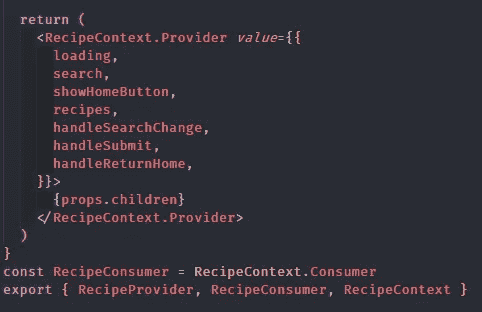 return (
<RecipeContext.Provider value={{
loading,
search,
showHomeButton,
recipes,
handleSearchChange,
handleSubmit,
handleReturnHome,
}}>
{props.children}
</RecipeContext.Provider>
)
}
const RecipeConsumer = RecipeContext.Consumer
export { RecipeProvider, RecipeConsumer, RecipeContext }